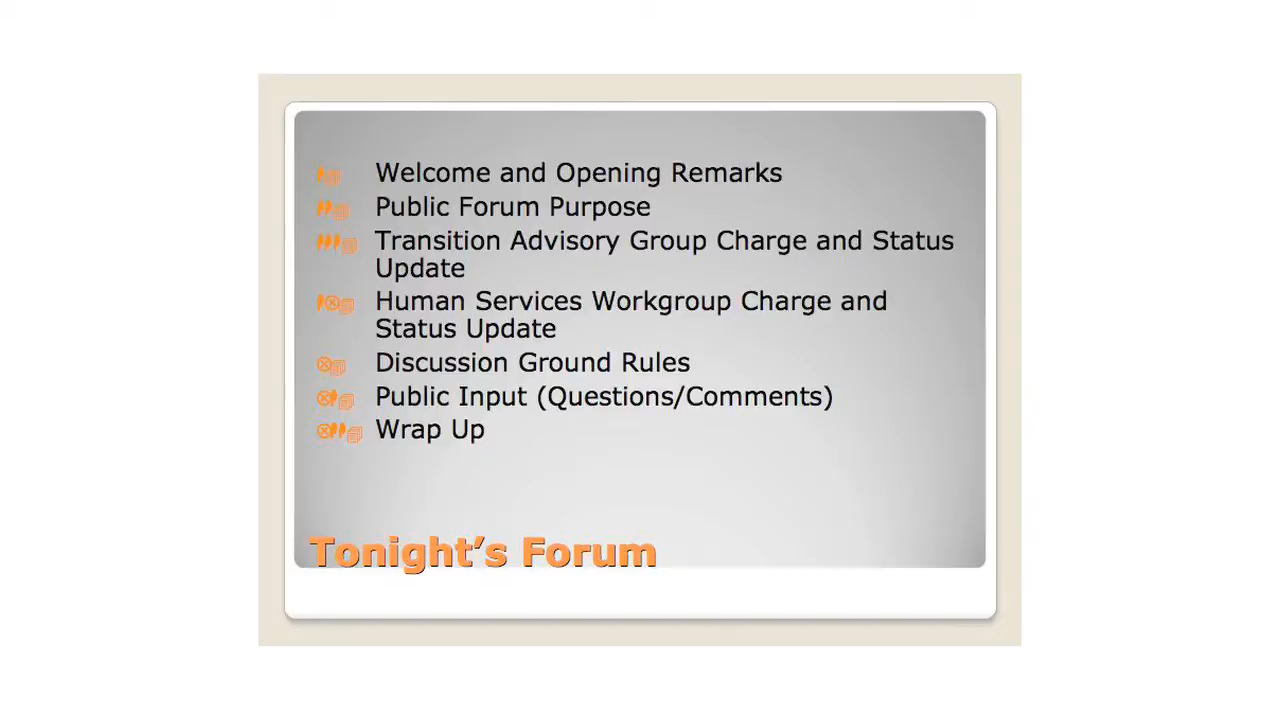 Welcome and Opening Remarks
Public Forum Purpose
Transition Advisory Group Charge and Status
Update
Human Services Workgroup Charge and
Status Update
Discussion Ground Rules
Public Input (Questions/Comments)
Wrap Up
Tonight's Forum